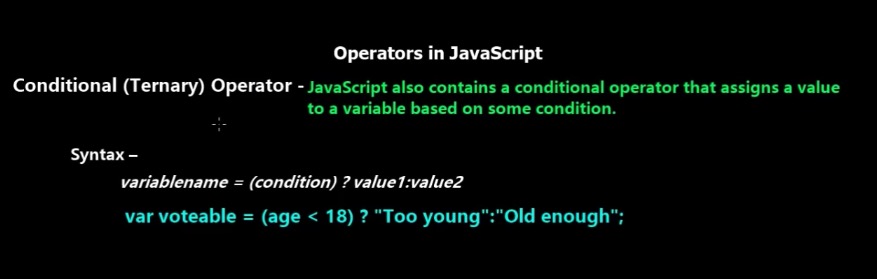 Operators in JavaScript
Conditional (Ternary) Operator - JavaScript also contains a conditional operator that assigns a value
to a variable based on some condition.
Syntax –
variablename = (condition) ? value1:value2
var voteable = (age < 18) ? "Too young":"Old enough";